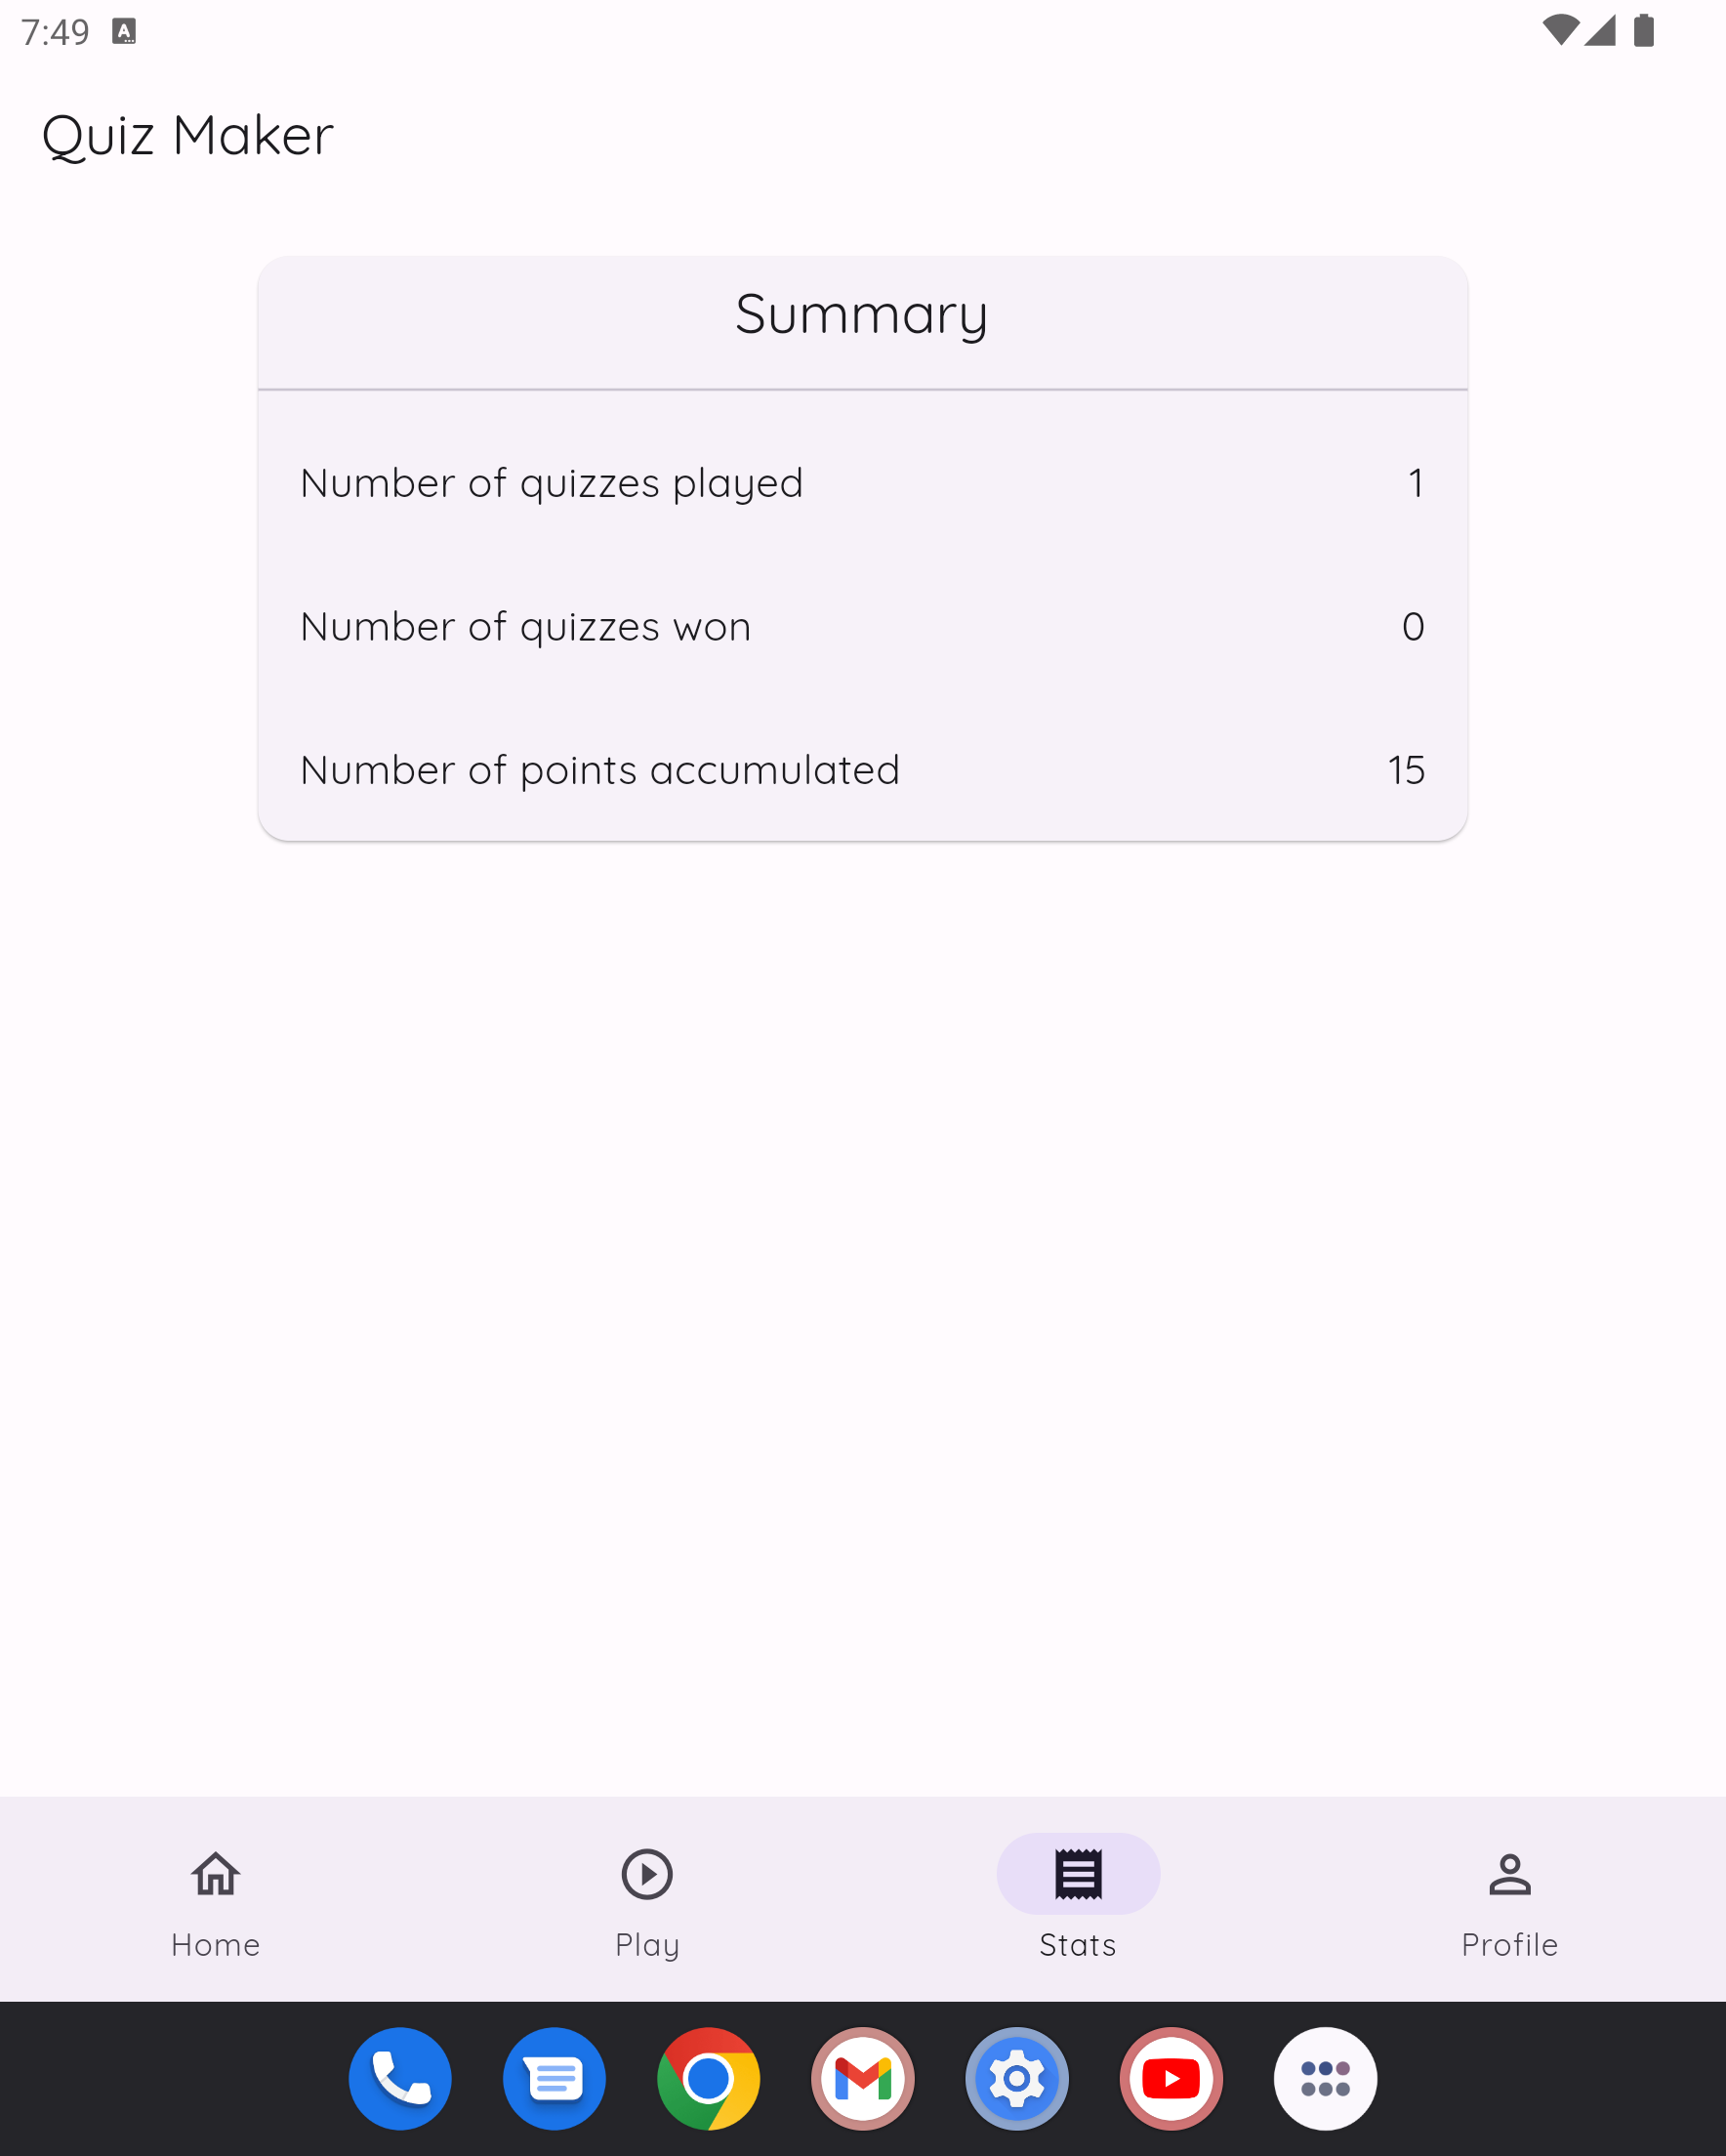 7:49
Quiz Maker
Summary
Number of quizzes played 1
Number of quizzes won 0
Number of points accumulated 15
Home Play Stats Profile